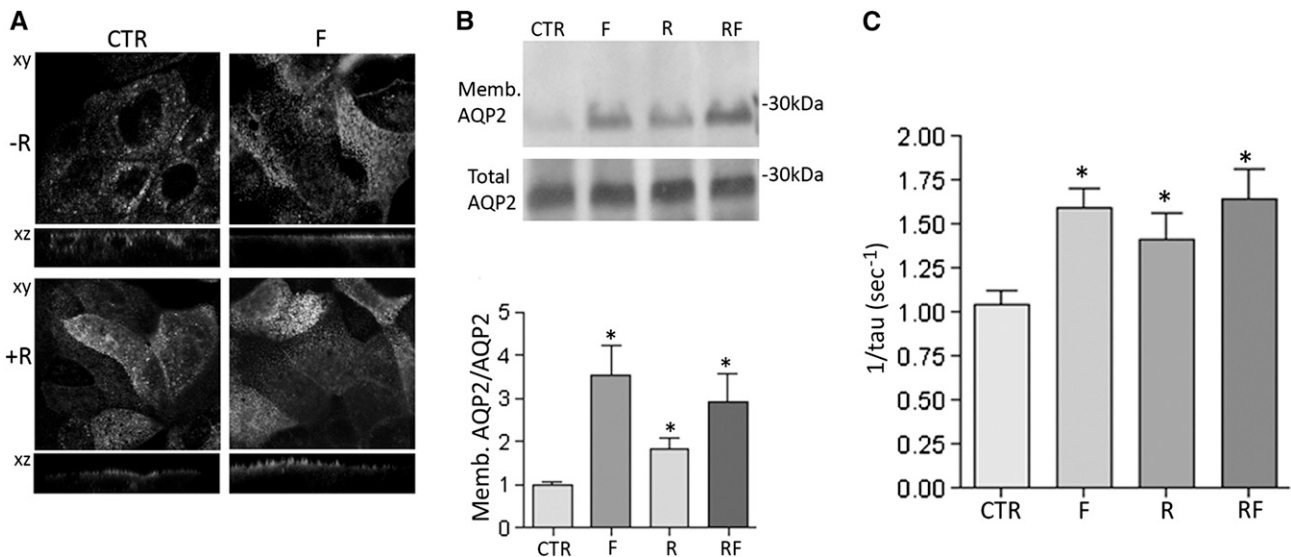 A
CTR F
xy
-R
xz
xy
+R
xz
B
CTR F R RF
Memb.
AQP2
-30kDa
Total
AQP2
-30kDa
Memb. AQP2/AQP2
5
4
3
2
1
0
* * *
CTR F R RF
C
1/tau (sec⁻¹)
2.00
1.75
1.50
1.25
1.00
0.75
0.50
0.25
0.00
* * *
CTR F R RF